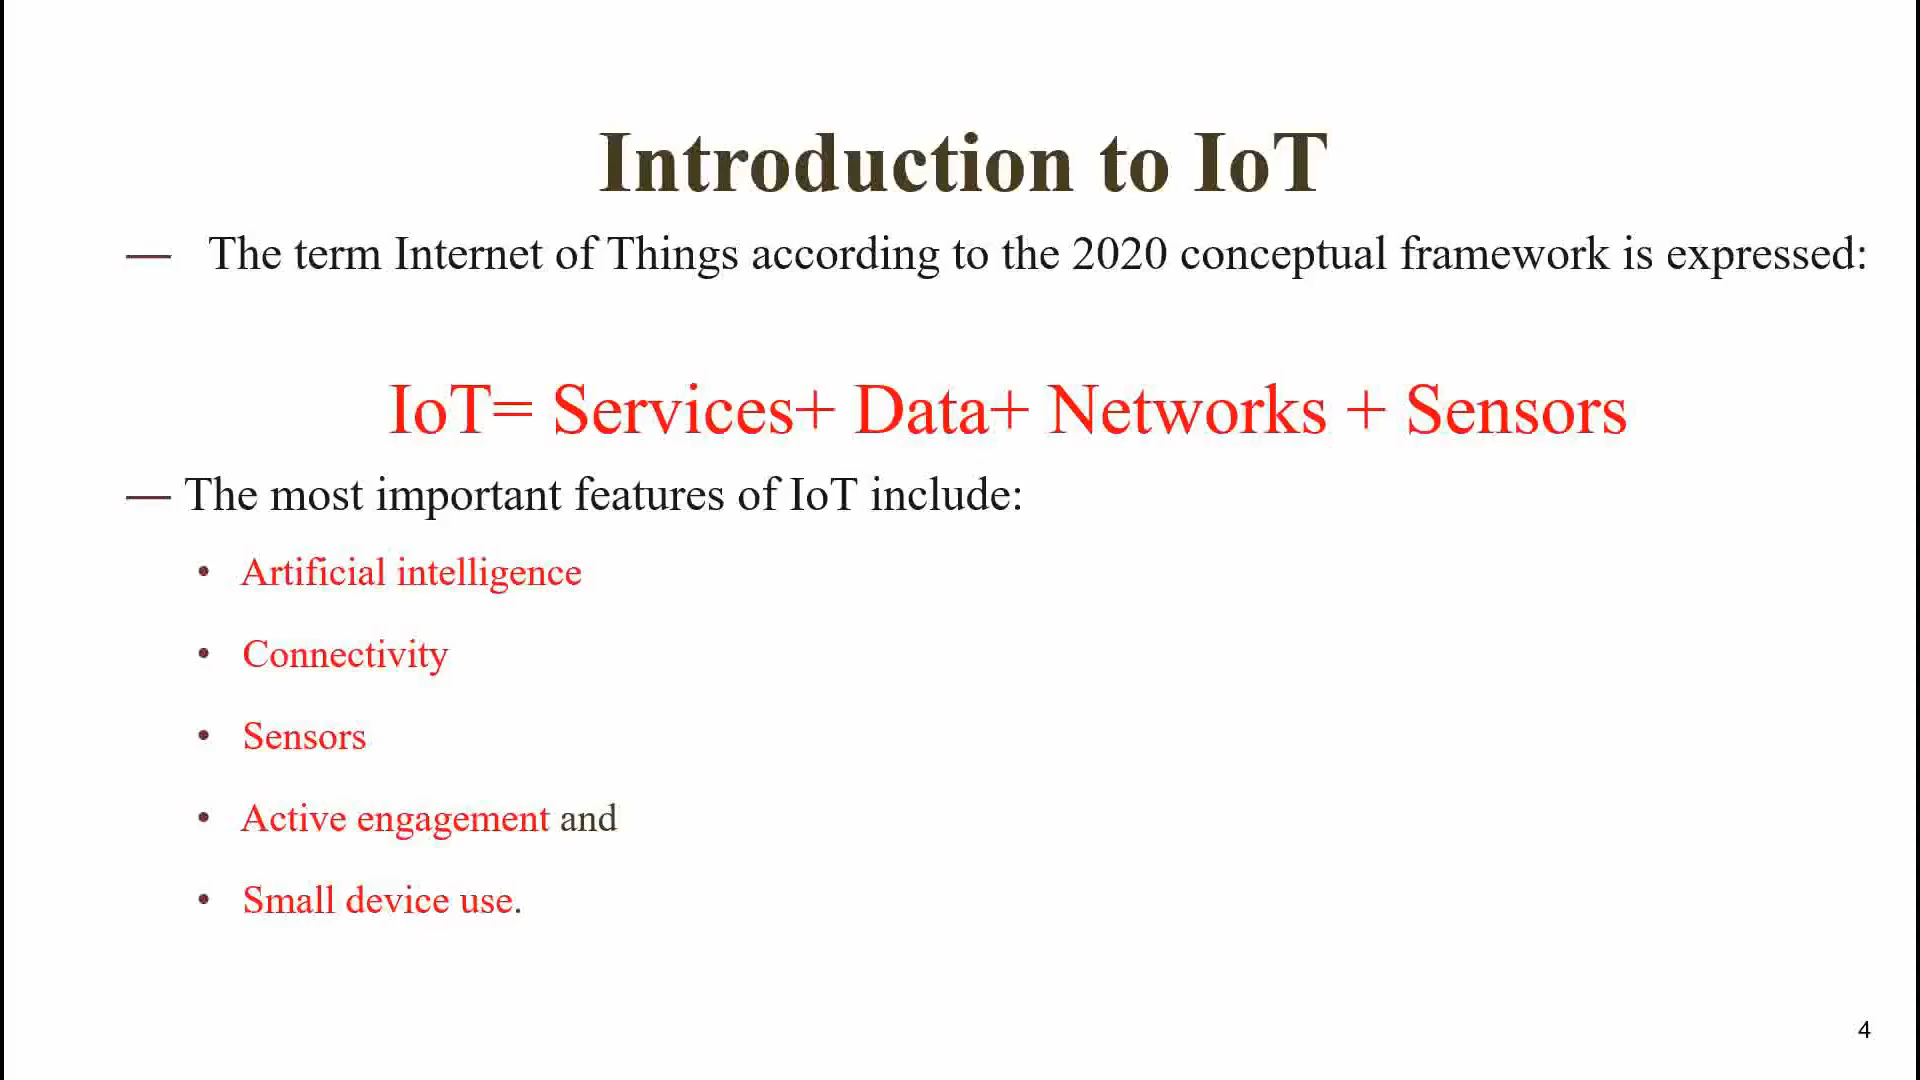 Introduction to IoT
— The term Internet of Things according to the 2020 conceptual framework is expressed:
IoT= Services+ Data+ Networks + Sensors
— The most important features of IoT include:
• Artificial intelligence
• Connectivity
• Sensors
• Active engagement and
• Small device use.
4